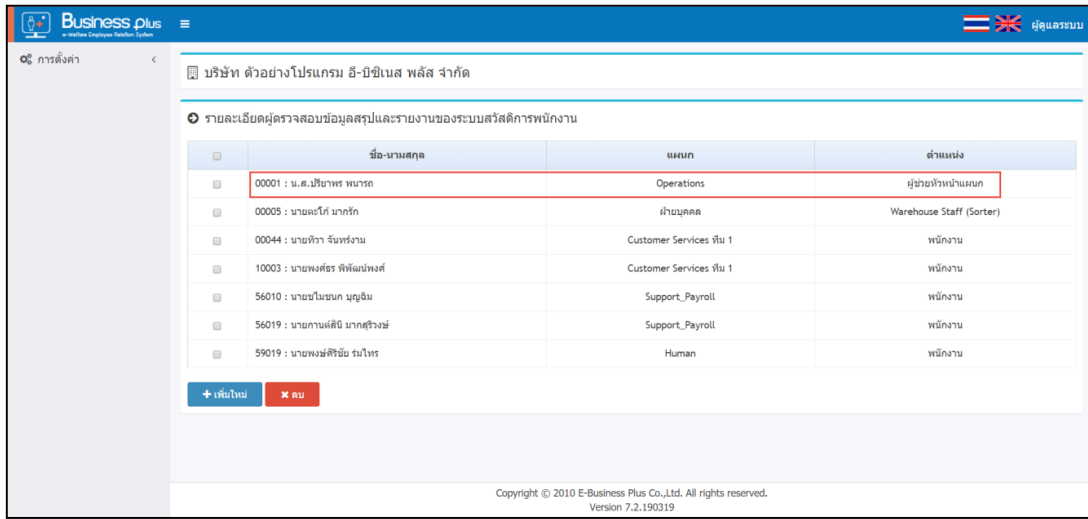 Business Plus
e-Welfare Employee Relation System
ผู้ดูแลระบบ
การตั้งค่า
บริษัท ตัวอย่างโปรแกรม อี-บิซิเนส พลัส จำกัด
รายละเอียดผู้ตรวจสอบข้อมูลสรุปและรายงานของระบบสวัสดิการพนักงาน
ชื่อ-นามสกุล แผนก ตำแหน่ง
00001 : น.ส.ปรียาพร พนารถ Operations ผู้ช่วยหัวหน้าแผนก
00005 : นายตะโก้ มากรัก ฝ่ายบุคคล Warehouse Staff (Sorter)
00044 : นายทิวา จันทร์งาม Customer Services ทีม 1 พนักงาน
10003 : นายพงศ์ธร พิพัฒน์พงศ์ Customer Services ทีม 1 พนักงาน
56010 : นายชไมชนก บุญฉิม Support_Payroll พนักงาน
56019 : นายกานต์สินี มากสุริวงษ์ Support_Payroll พนักงาน
59019 : นายพงษ์ศิริชัย ร่มไทร Human พนักงาน
เพิ่มใหม่ ลบ
Copyright © 2010 E-Business Plus Co.,Ltd. All rights reserved.
Version 7.2.190319